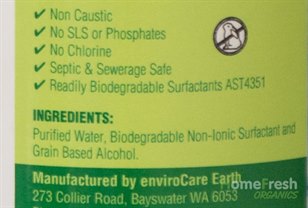 ✔ Non Caustic
✔ No SLS or Phosphates
✔ No Chlorine
✔ Septic & Sewerage Safe
✔ Readily Biodegradable Surfactants AST4351
INGREDIENTS:
Purified Water, Biodegradable Non-Ionic Surfactant and
Grain Based Alcohol.
Manufactured by enviroCare Earth
273 Collier Road, Bayswater WA 6053
HomeFresh
ORGANICS